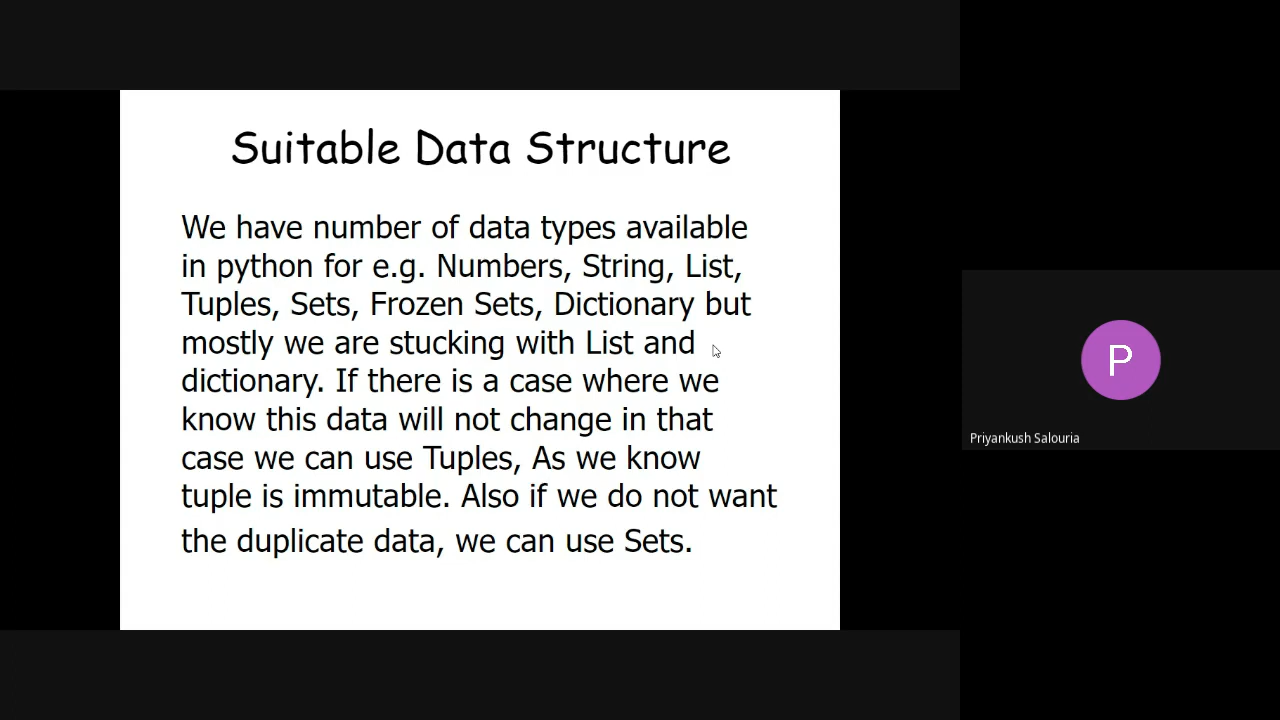 Suitable Data Structure
We have number of data types available
in python for e.g. Numbers, String, List,
Tuples, Sets, Frozen Sets, Dictionary but
mostly we are stucking with List and
dictionary. If there is a case where we
know this data will not change in that
case we can use Tuples, As we know
tuple is immutable. Also if we do not want
the duplicate data, we can use Sets.
P
Priyankush Salouria